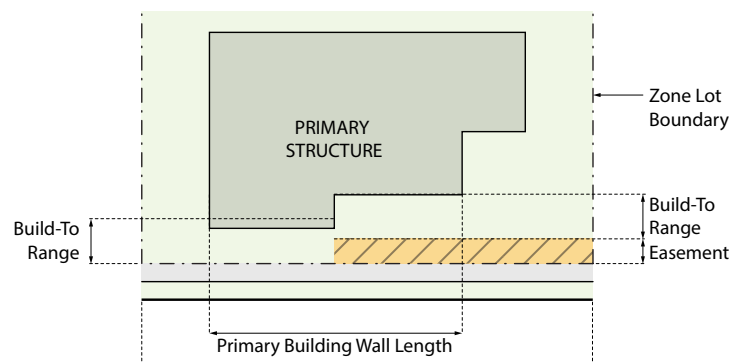 PRIMARY
STRUCTURE
Zone Lot
Boundary
Build-To
Range
Build-To
Range
Easement
Primary Building Wall Length